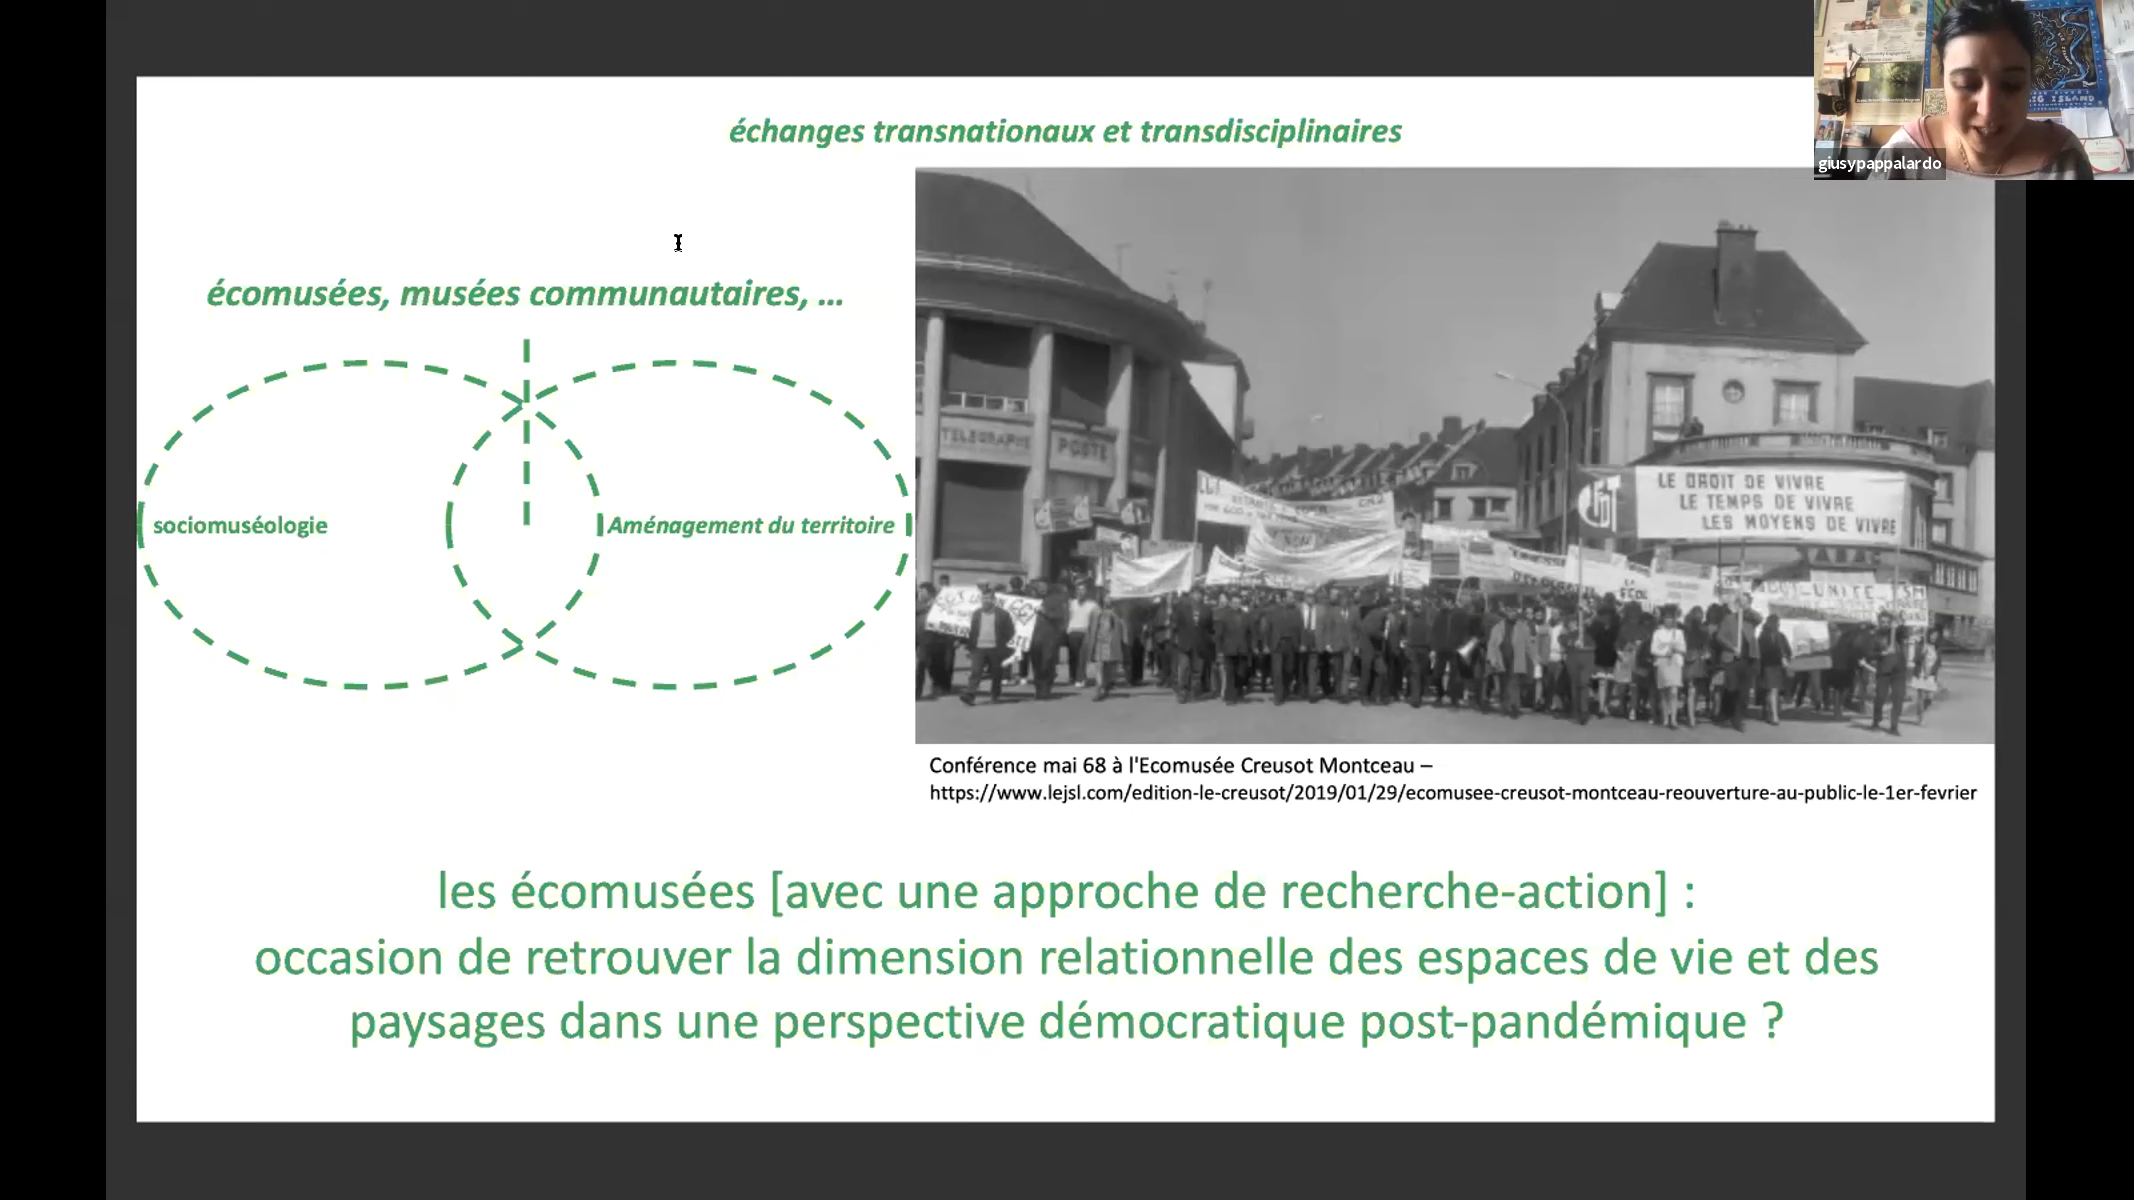 échanges transnationaux et transdisciplinaires
giusypappalardo
écomusées, musées communautaires, ...
sociomuséologie
Aménagement du territoire
TELEGRAPHE
POSTE
LE DROIT DE VIVRE
LE TEMPS DE VIVRE
LES MOYENS DE VIVRE
Conférence mai 68 à l'Ecomusée Creusot Montceau –
https://www.lejsl.com/edition-le-creusot/2019/01/29/ecomusee-creusot-montceau-reouverture-au-public-le-1er-fevrier
les écomusées [avec une approche de recherche-action] :
occasion de retrouver la dimension relationnelle des espaces de vie et des
paysages dans une perspective démocratique post-pandémique ?